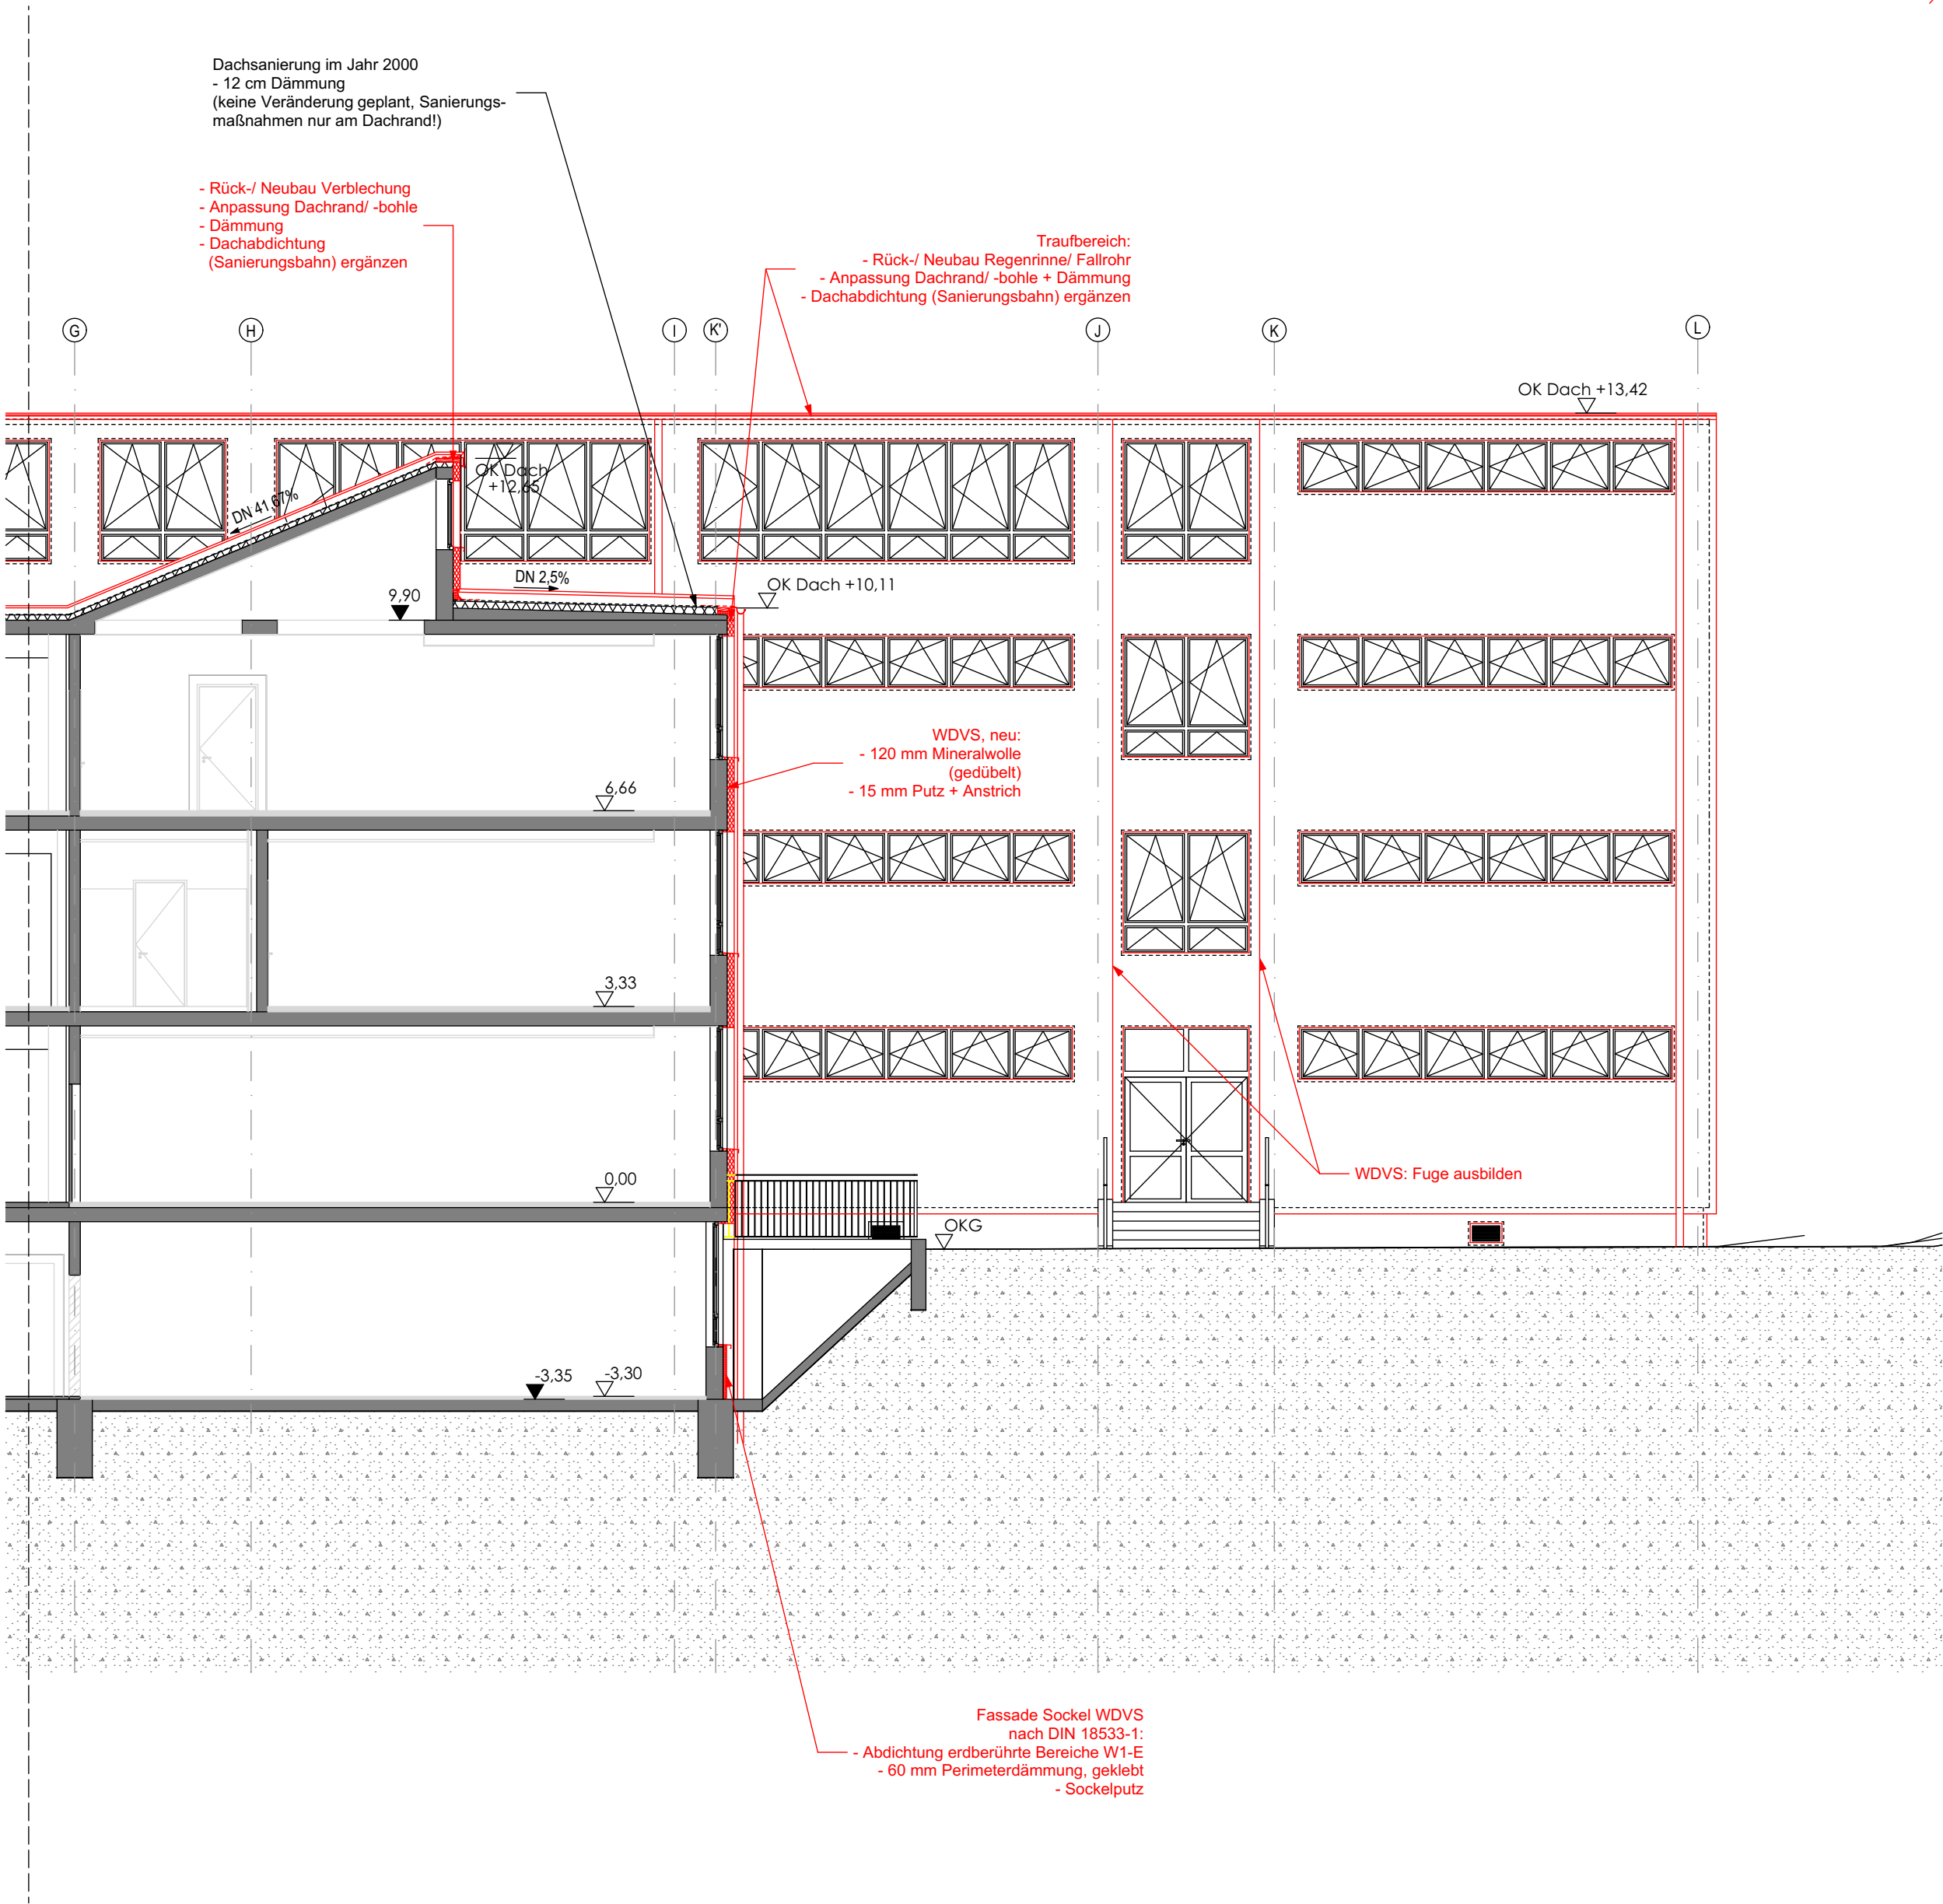 Dachsanierung im Jahr 2000
- 12 cm Dämmung
(keine Veränderung geplant, Sanierungs-
maßnahmen nur am Dachrand!)
- Rück-/ Neubau Verblechung
- Anpassung Dachrand/ -bohle
- Dämmung
- Dachabdichtung
(Sanierungsbahn) ergänzen
Traufbereich:
- Rück-/ Neubau Regenrinne/ Fallrohr
- Anpassung Dachrand/ -bohle + Dämmung
- Dachabdichtung (Sanierungsbahn) ergänzen
G
H
I
K'
J
K
L
OK Dach +13,42
OK Dach
+12,65
DN 41,67%
DN 2,5%
OK Dach +10,11
9,90
WDVS, neu:
- 120 mm Mineralwolle
(gedübelt)
- 15 mm Putz + Anstrich
6,66
3,33
0,00
WDVS: Fuge ausbilden
OKG
-3,35
-3,30
Fassade Sockel WDVS
nach DIN 18533-1:
- Abdichtung erdberührte Bereiche W1-E
- 60 mm Perimeterdämmung, geklebt
- Sockelputz